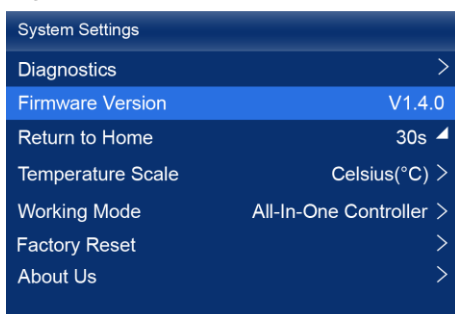 System Settings
Diagnostics >
Firmware Version V1.4.0
Return to Home 30s
Temperature Scale Celsius(°C) >
Working Mode All-In-One Controller >
Factory Reset >
About Us >